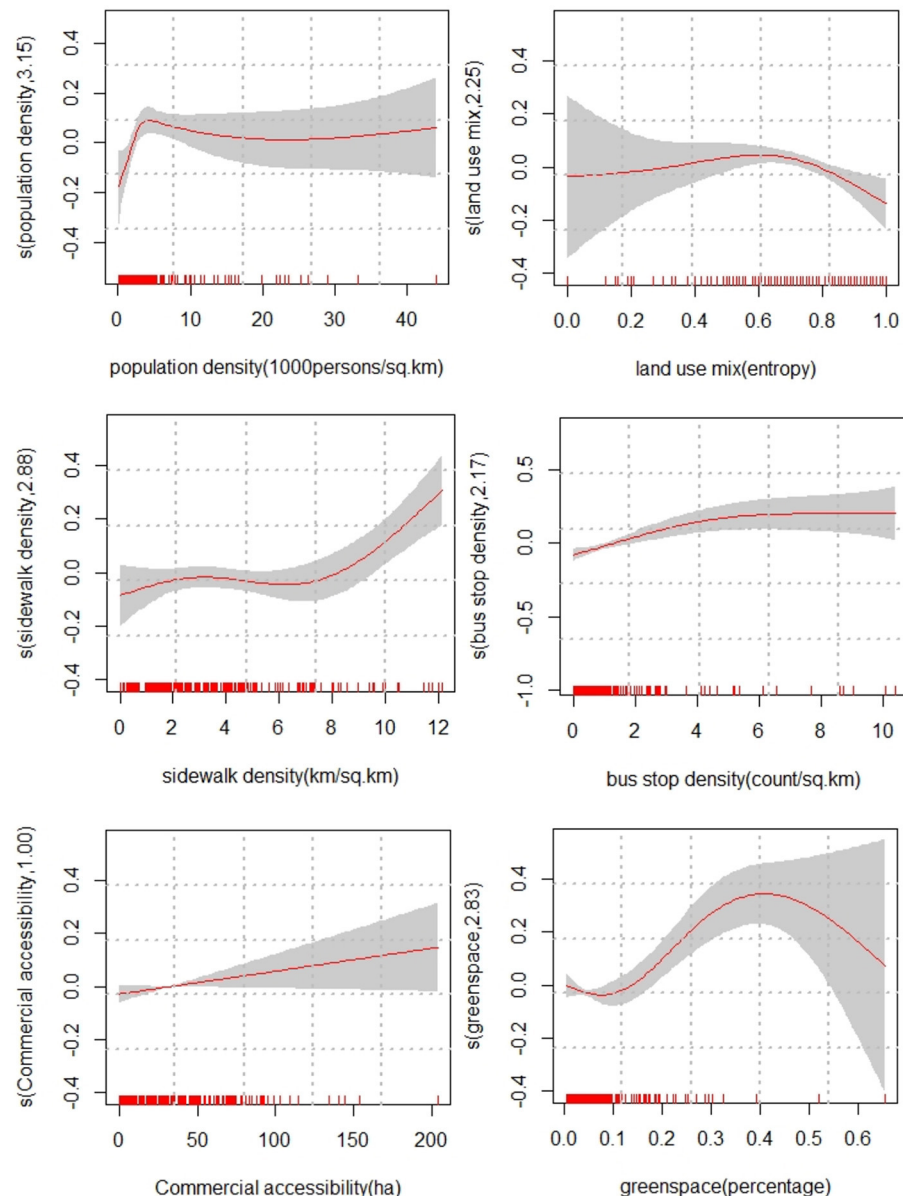 s(population density,3.15)
0.4
0.2
0.0
-0.2
-0.4
0 10 20 30 40
population density(1000persons/sq.km)
s(land use mix,2.25)
0.4
0.2
0.0
-0.2
-0.4
0.0 0.2 0.4 0.6 0.8 1.0
land use mix(entropy)
s(sidewalk density,2.88)
0.4
0.2
0.0
-0.2
-0.4
0 2 4 6 8 10 12
sidewalk density(km/sq.km)
s(bus stop density,2.17)
0.5
0.0
-0.5
-1.0
0 2 4 6 8 10
bus stop density(count/sq.km)
s(Commercial accessibility,1.00)
0.4
0.2
0.0
-0.2
-0.4
0 50 100 150 200
Commercial accessibility(ha)
s(greenspace,2.83)
0.4
0.2
0.0
-0.2
-0.4
0.0 0.1 0.2 0.3 0.4 0.5 0.6
greenspace(percentage)